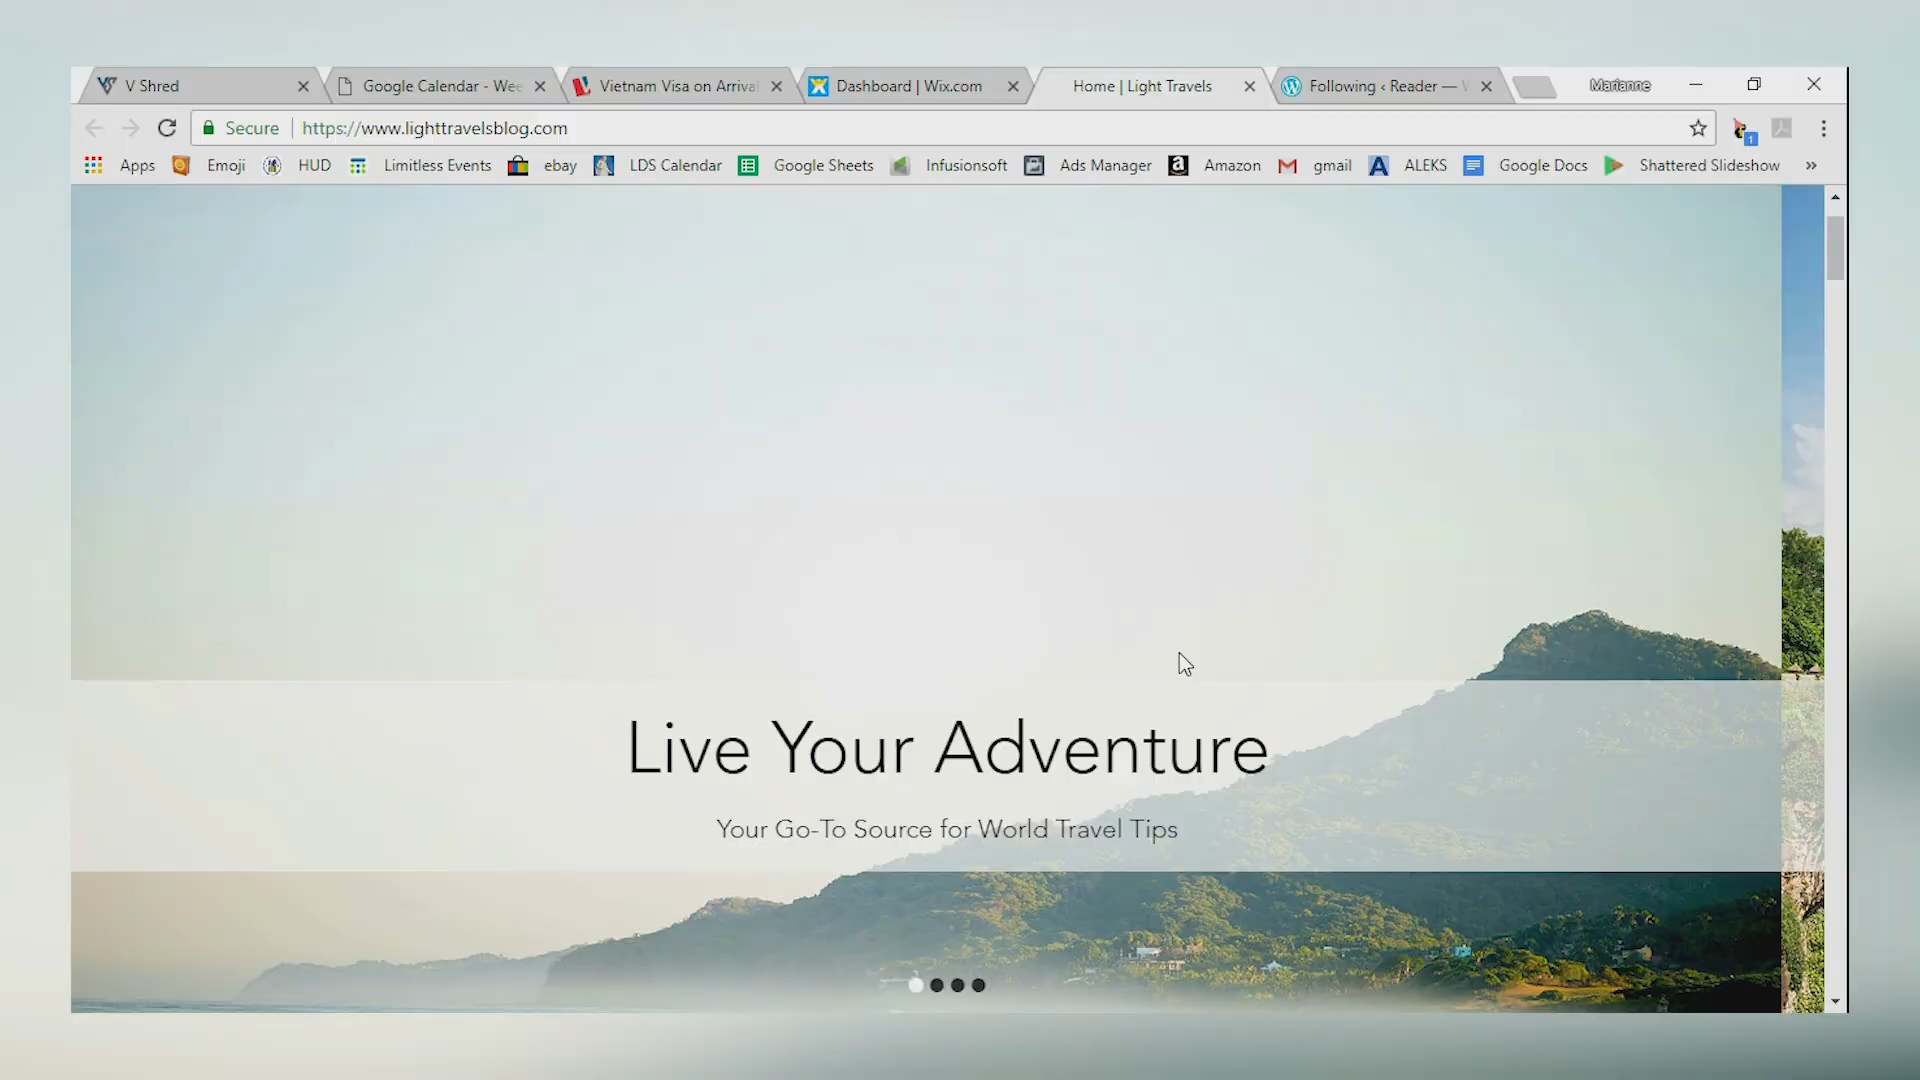 V Shred
Google Calendar - Wee
Vietnam Visa on Arrival
Dashboard | Wix.com
Home | Light Travels
Following ‹ Reader —
Marianne
Secure
https://www.lighttravelsblog.com
1
Apps
Emoji
HUD
Limitless Events
ebay
LDS Calendar
Google Sheets
Infusionsoft
Ads Manager
Amazon
gmail
ALEKS
Google Docs
Shattered Slideshow
»
Live Your Adventure
Your Go-To Source for World Travel Tips